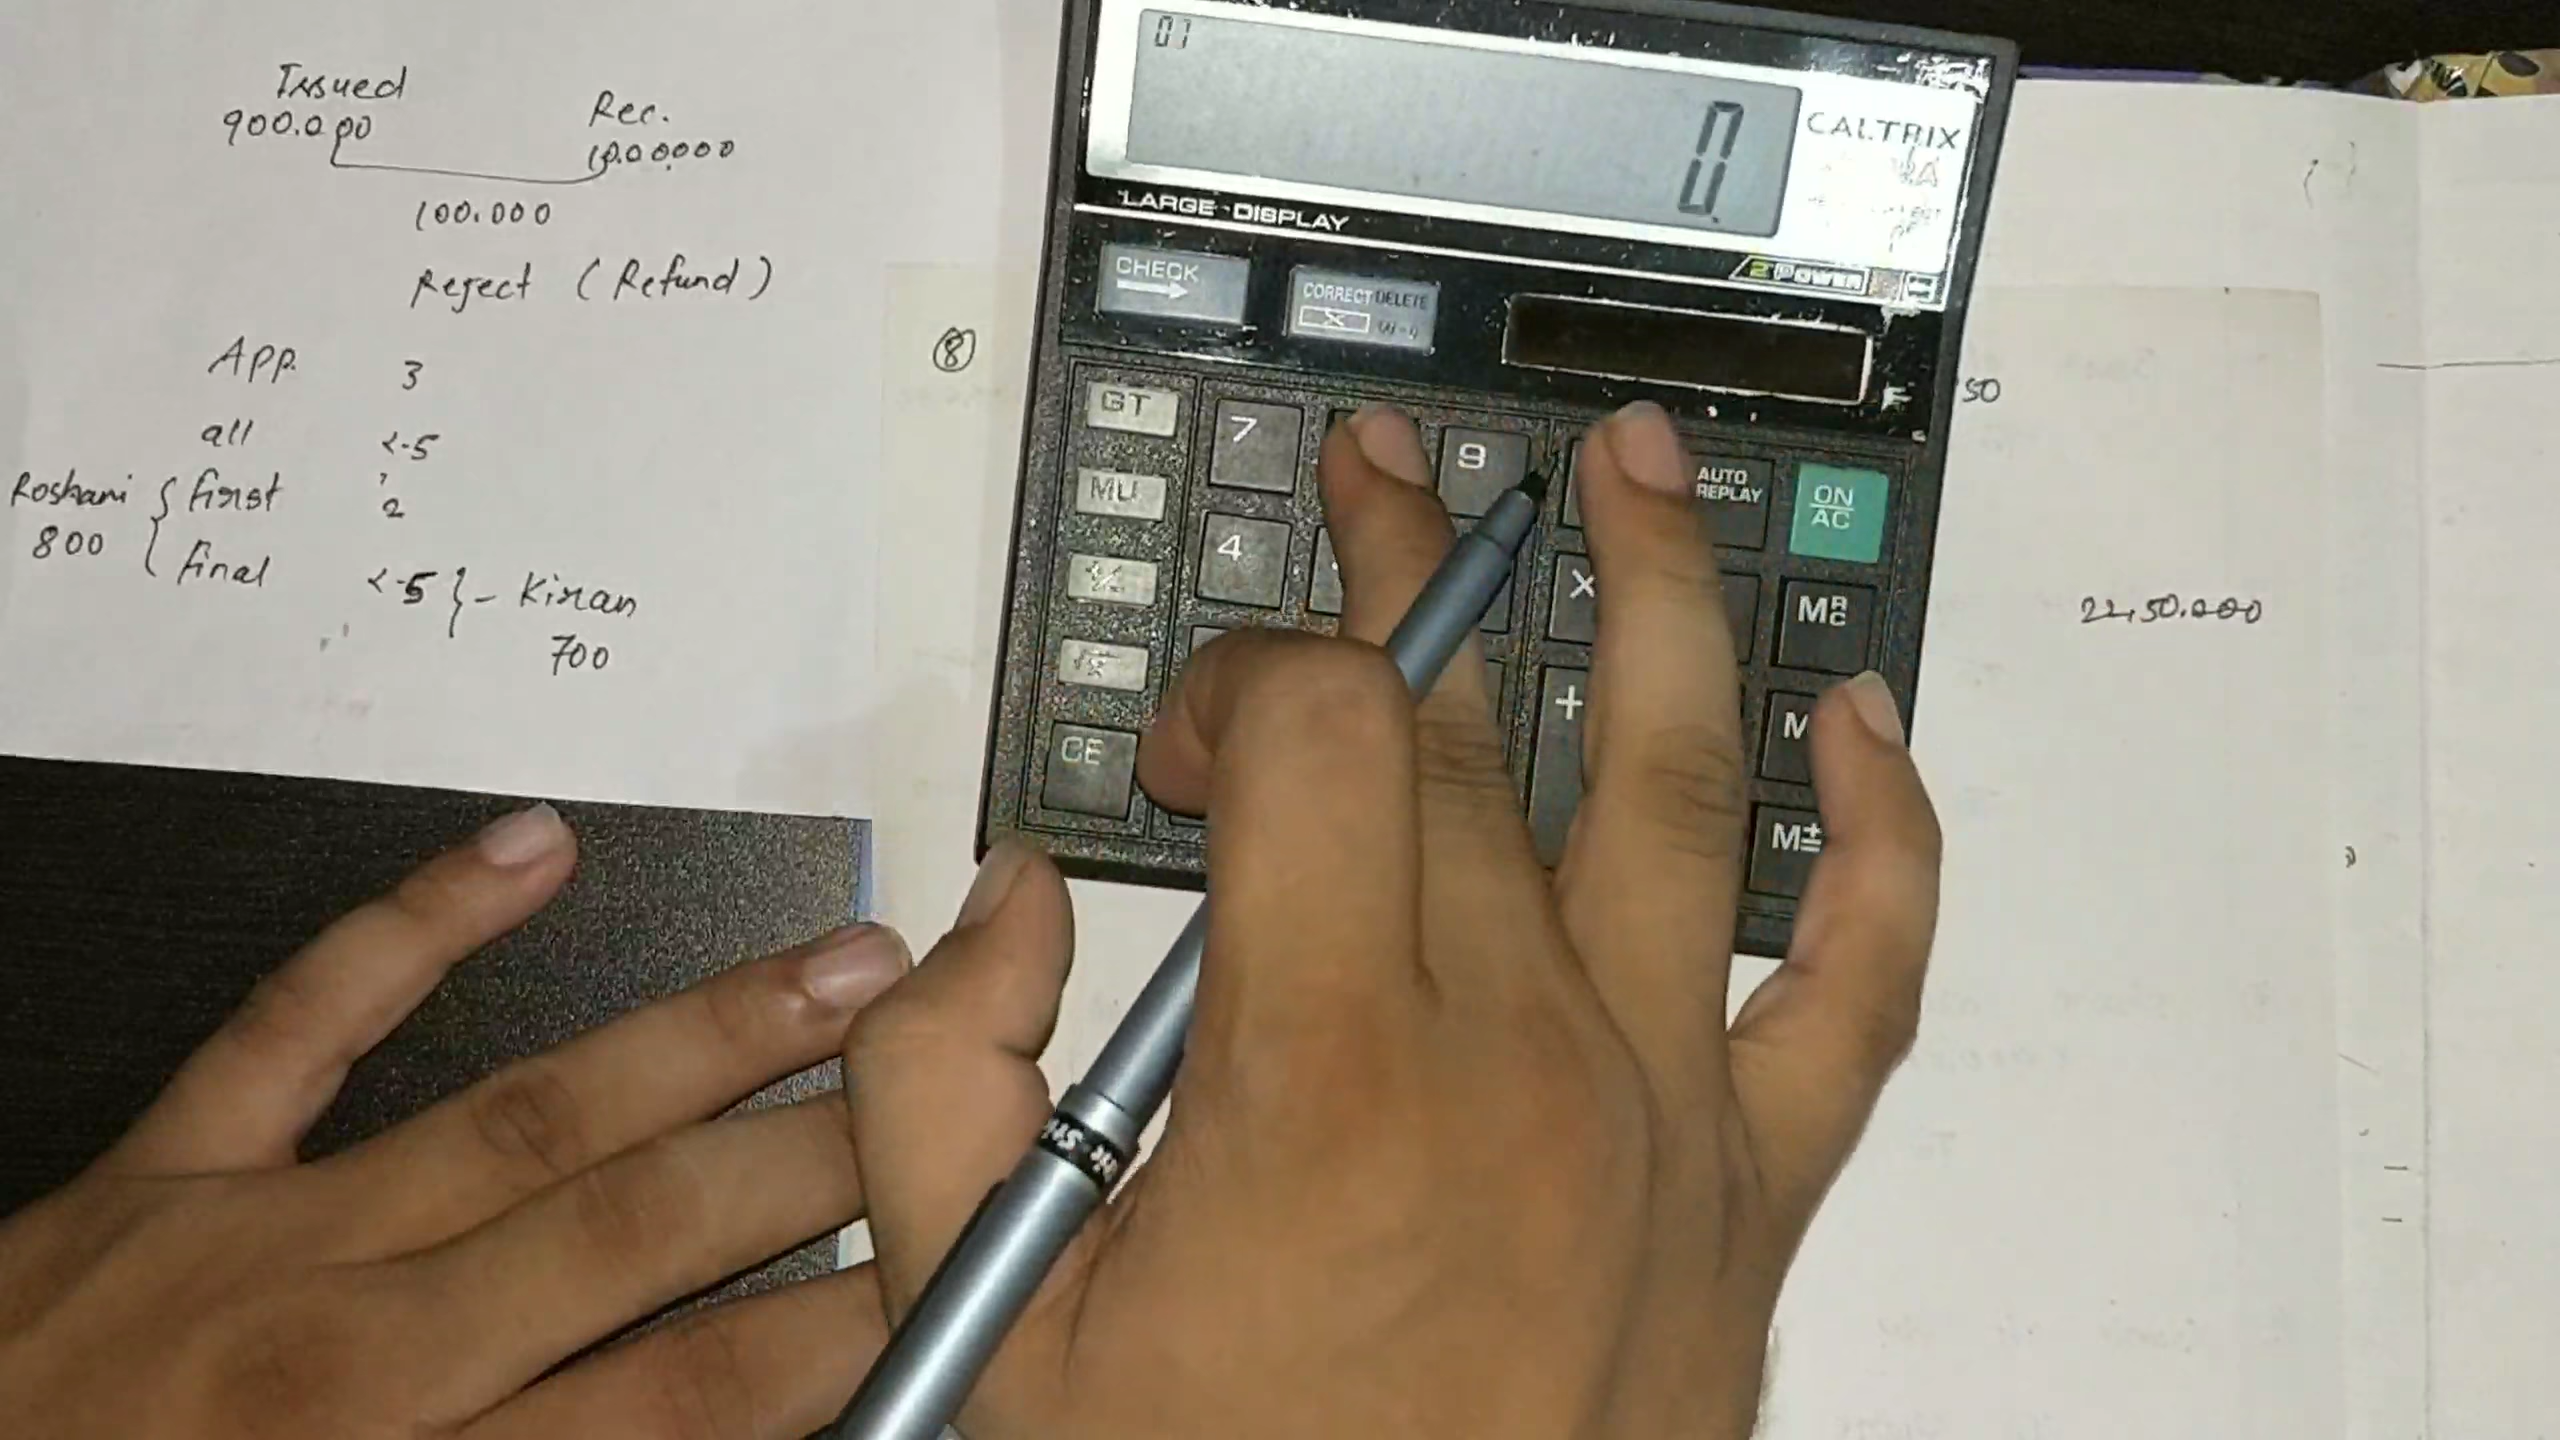 Issued
900.000
Rec.
10.00.000
100.000
Reject (Refund)
App. 3
all <-5
Roshani { first 2
800 final <-5 } - Kiran
700
8
50
22,50.000
01
0.
CALTRIX
LARGE DISPLAY
2 POWER
CHECK
CORRECT DELETE
GT
7
9
AUTO REPLAY
ON
AC
MU
4
X
MRC
+
M
CE
M±